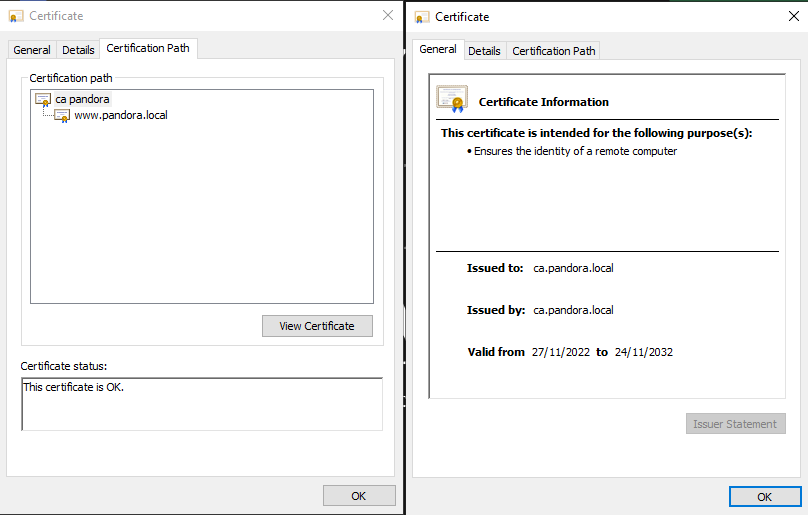 Certificate
General
Details
Certification Path
Certification path
ca pandora
www.pandora.local
View Certificate
Certificate status:
This certificate is OK.
OK
Certificate
General
Details
Certification Path
Certificate Information
This certificate is intended for the following purpose(s):
• Ensures the identity of a remote computer
Issued to: ca.pandora.local
Issued by: ca.pandora.local
Valid from 27/11/2022 to 24/11/2032
Issuer Statement
OK